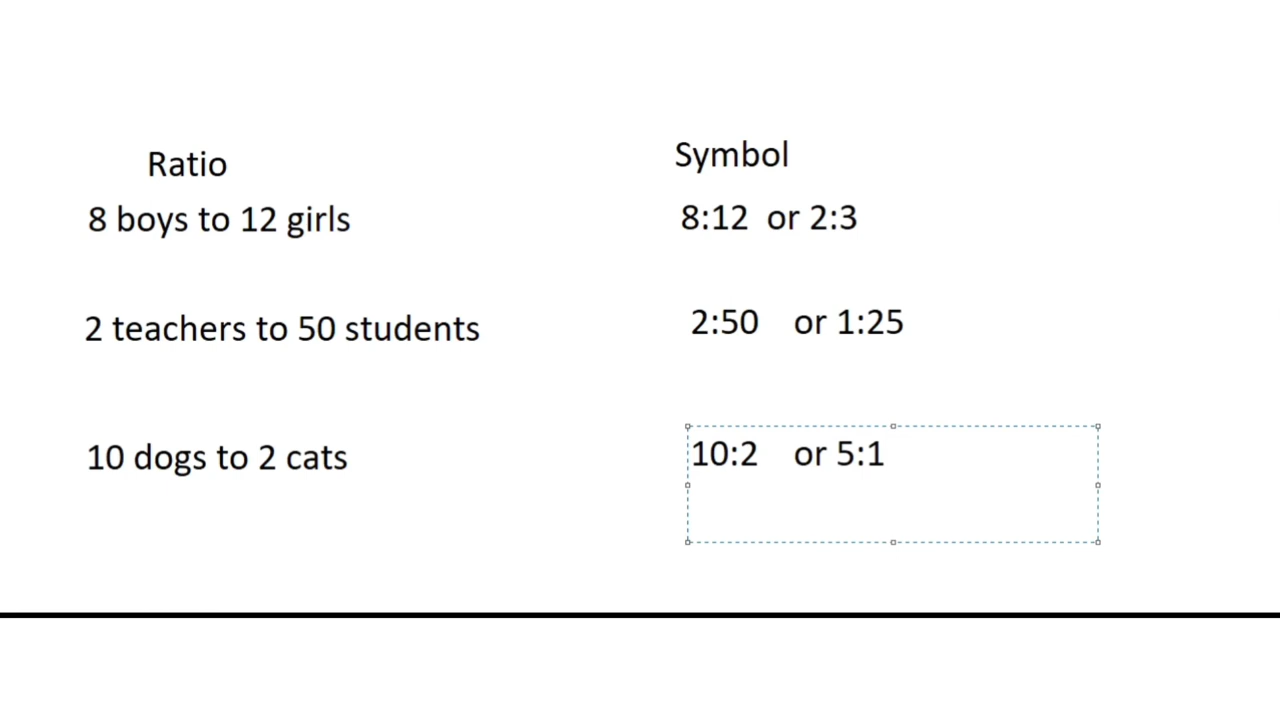 Ratio
Symbol
8 boys to 12 girls
8:12 or 2:3
2 teachers to 50 students
2:50 or 1:25
10 dogs to 2 cats
10:2 or 5:1